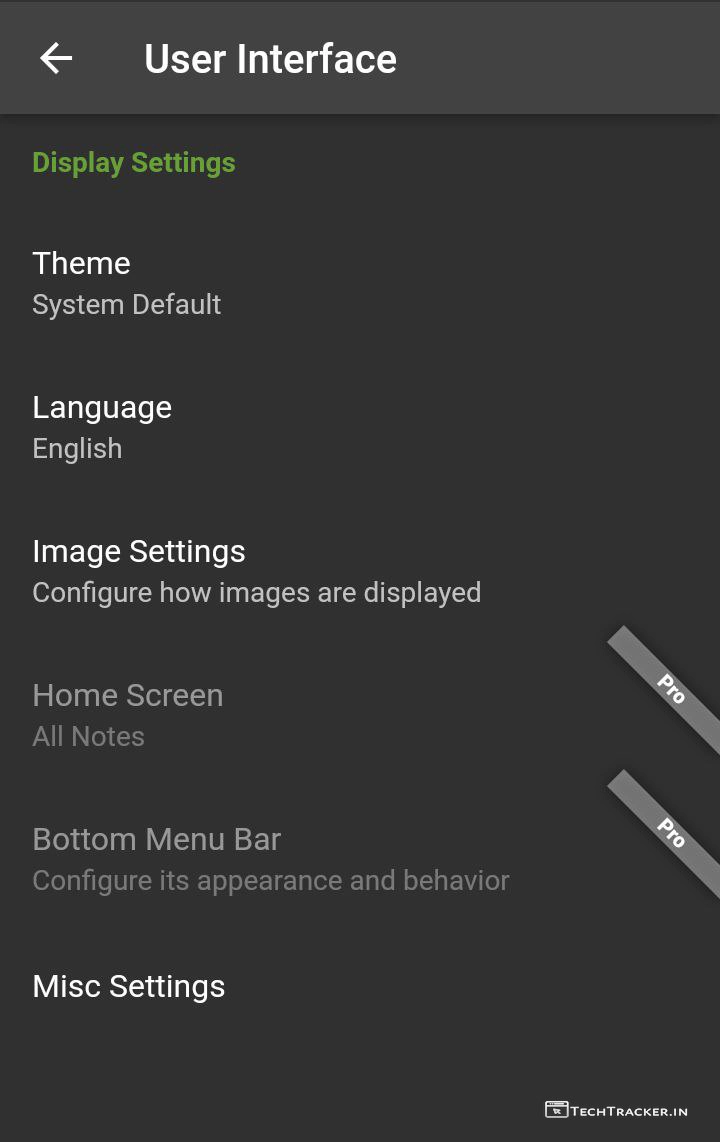 User Interface
Display Settings
Theme
System Default
Language
English
Image Settings
Configure how images are displayed
Home Screen
All Notes
Pro
Bottom Menu Bar
Configure its appearance and behavior
Pro
Misc Settings
TECHTRACKER.IN